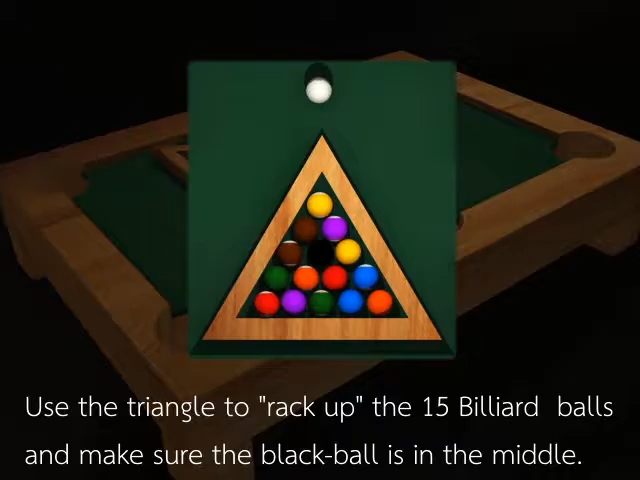 Use the triangle to "rack up" the 15 Billiard  balls
and make sure the black-ball is in the middle.